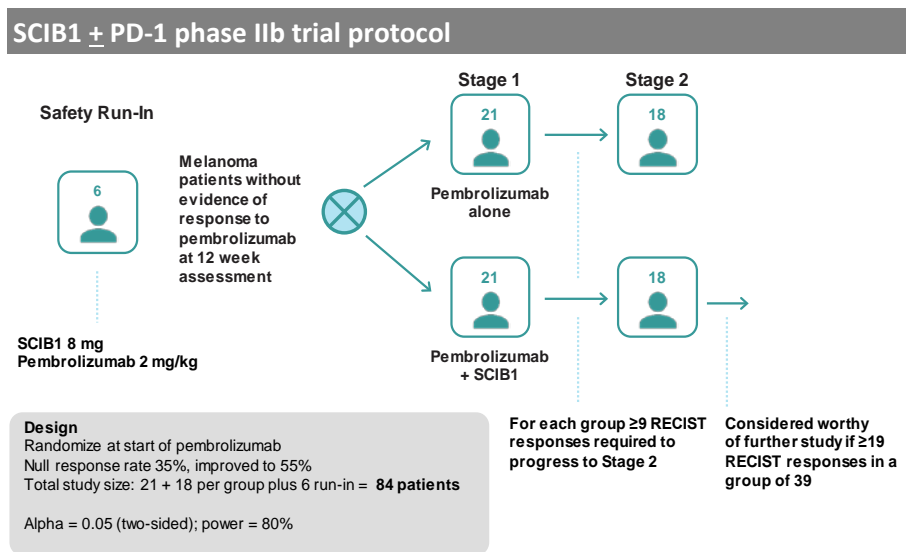 SCIB1 + PD-1 phase IIb trial protocol
Safety Run-In
6
SCIB1 8 mg
Pembrolizumab 2 mg/kg
Melanoma
patients without
evidence of
response to
pembrolizumab
at 12 week
assessment
Stage 1
21
Pembrolizumab
alone
Stage 2
18
21
Pembrolizumab
+ SCIB1
18
For each group ≥9 RECIST
responses required to
progress to Stage 2
Considered worthy
of further study if ≥19
RECIST responses in a
group of 39
Design
Randomize at start of pembrolizumab
Null response rate 35%, improved to 55%
Total study size: 21 + 18 per group plus 6 run-in = 84 patients
Alpha = 0.05 (two-sided); power = 80%